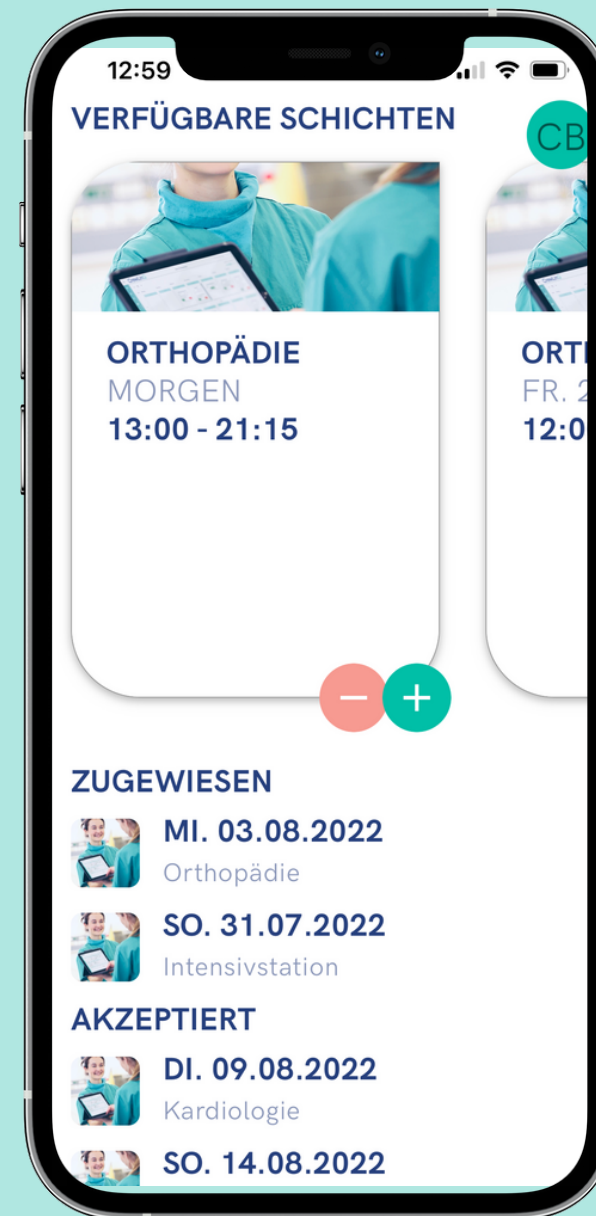 12:59
VERFÜGBARE SCHICHTEN
CB
ORTHOPÄDIE
MORGEN
13:00 - 21:15
ORT
FR. 2
12:0
ZUGEWIESEN
MI. 03.08.2022
Orthopädie
SO. 31.07.2022
Intensivstation
AKZEPTIERT
DI. 09.08.2022
Kardiologie
SO. 14.08.2022